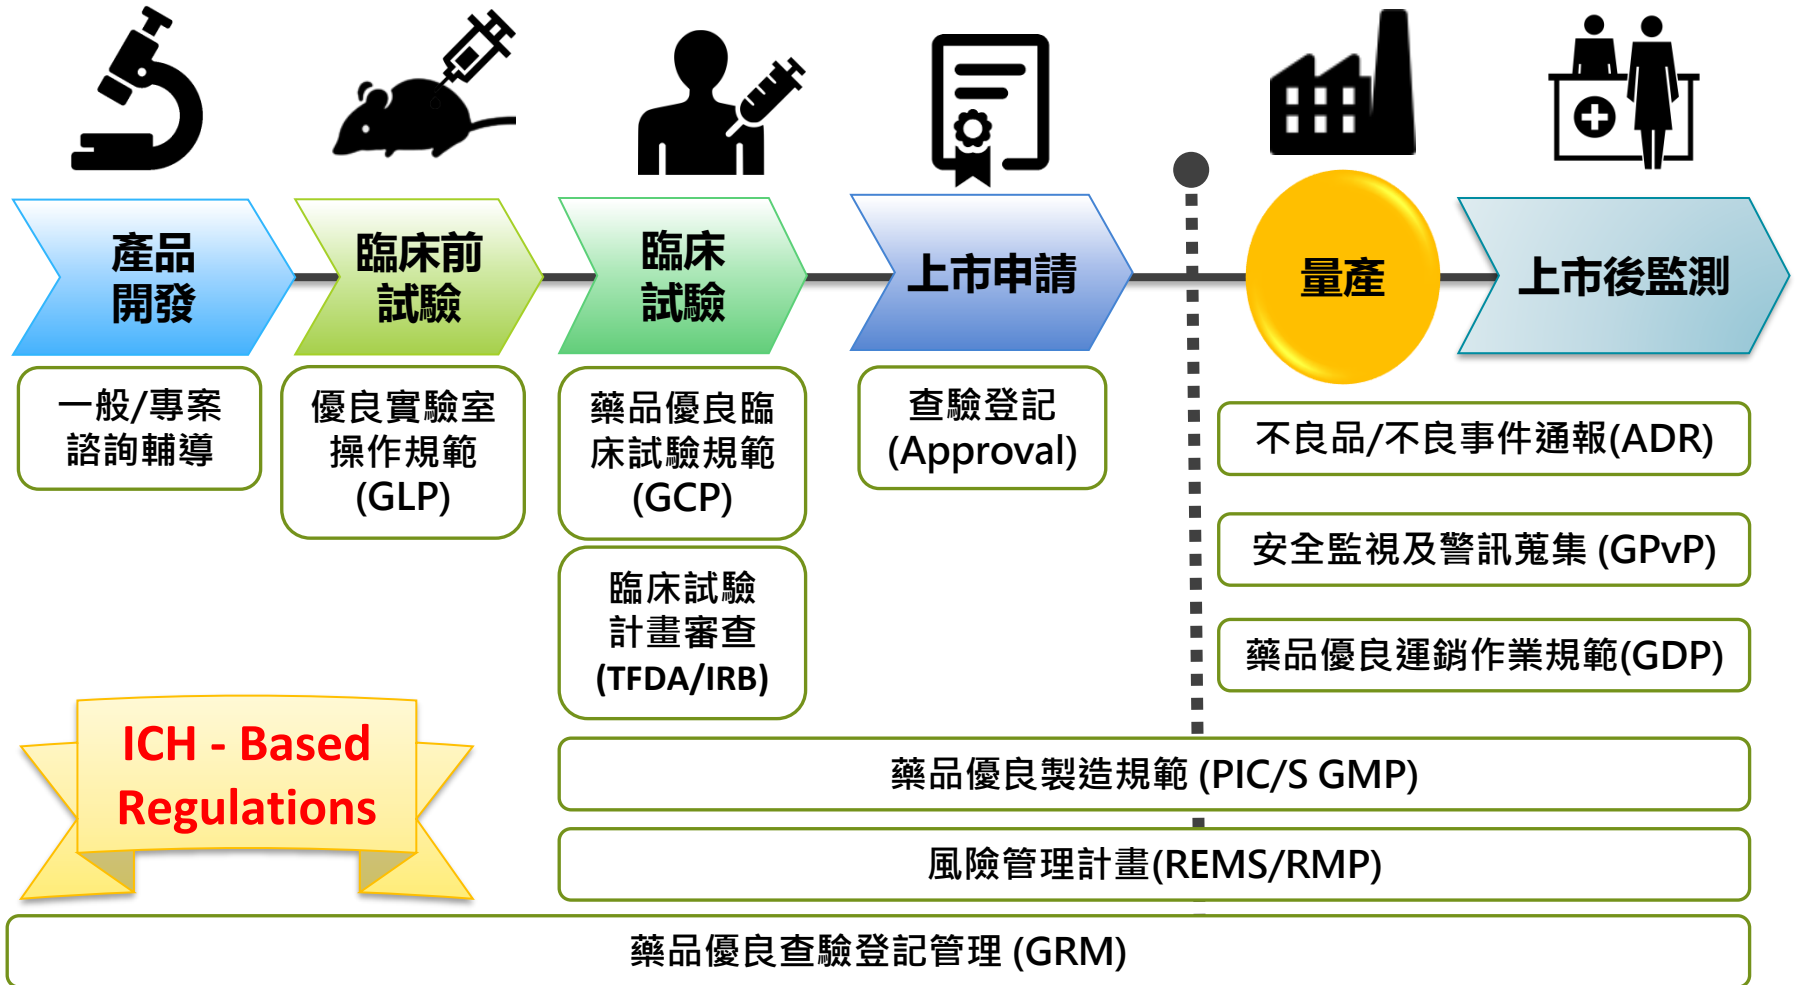 產品
開發
臨床前
試驗
臨床
試驗
上市申請
量產
上市後監測
一般/專案
諮詢輔導
優良實驗室
操作規範
(GLP)
藥品優良臨
床試驗規範
(GCP)
臨床試驗
計畫審查
(TFDA/IRB)
查驗登記
(Approval)
不良品/不良事件通報(ADR)
安全監視及警訊蒐集 (GPvP)
藥品優良運銷作業規範(GDP)
ICH - Based
Regulations
藥品優良製造規範 (PIC/S GMP)
風險管理計畫(REMS/RMP)
藥品優良查驗登記管理 (GRM)